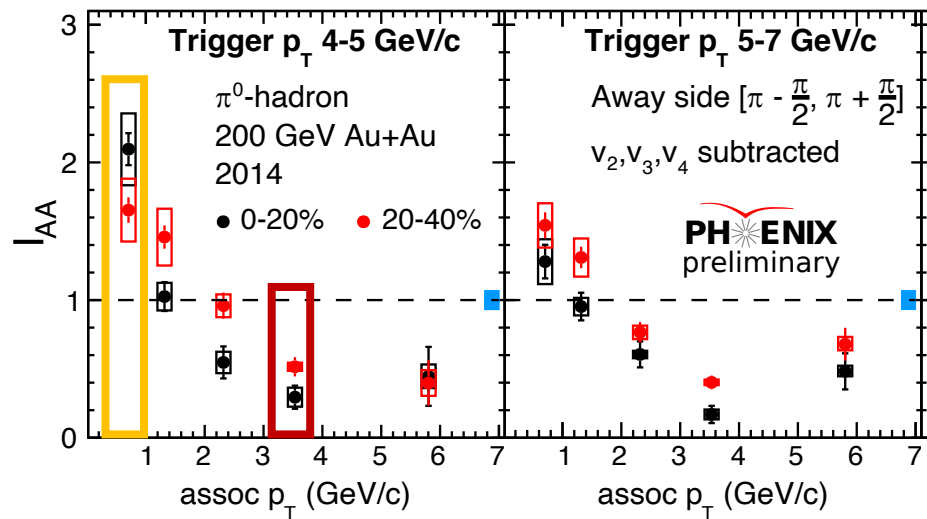 Trigger p_T 4-5 GeV/c
π⁰-hadron
200 GeV Au+Au
2014
0-20% 20-40%
Trigger p_T 5-7 GeV/c
Away side [π - π/2, π + π/2]
v₂,v₃,v₄ subtracted
PHENIX
preliminary
I_AA
3
2
1
0
1 2 3 4 5 6 7
1 2 3 4 5 6 7
assoc p_T (GeV/c)
assoc p_T (GeV/c)